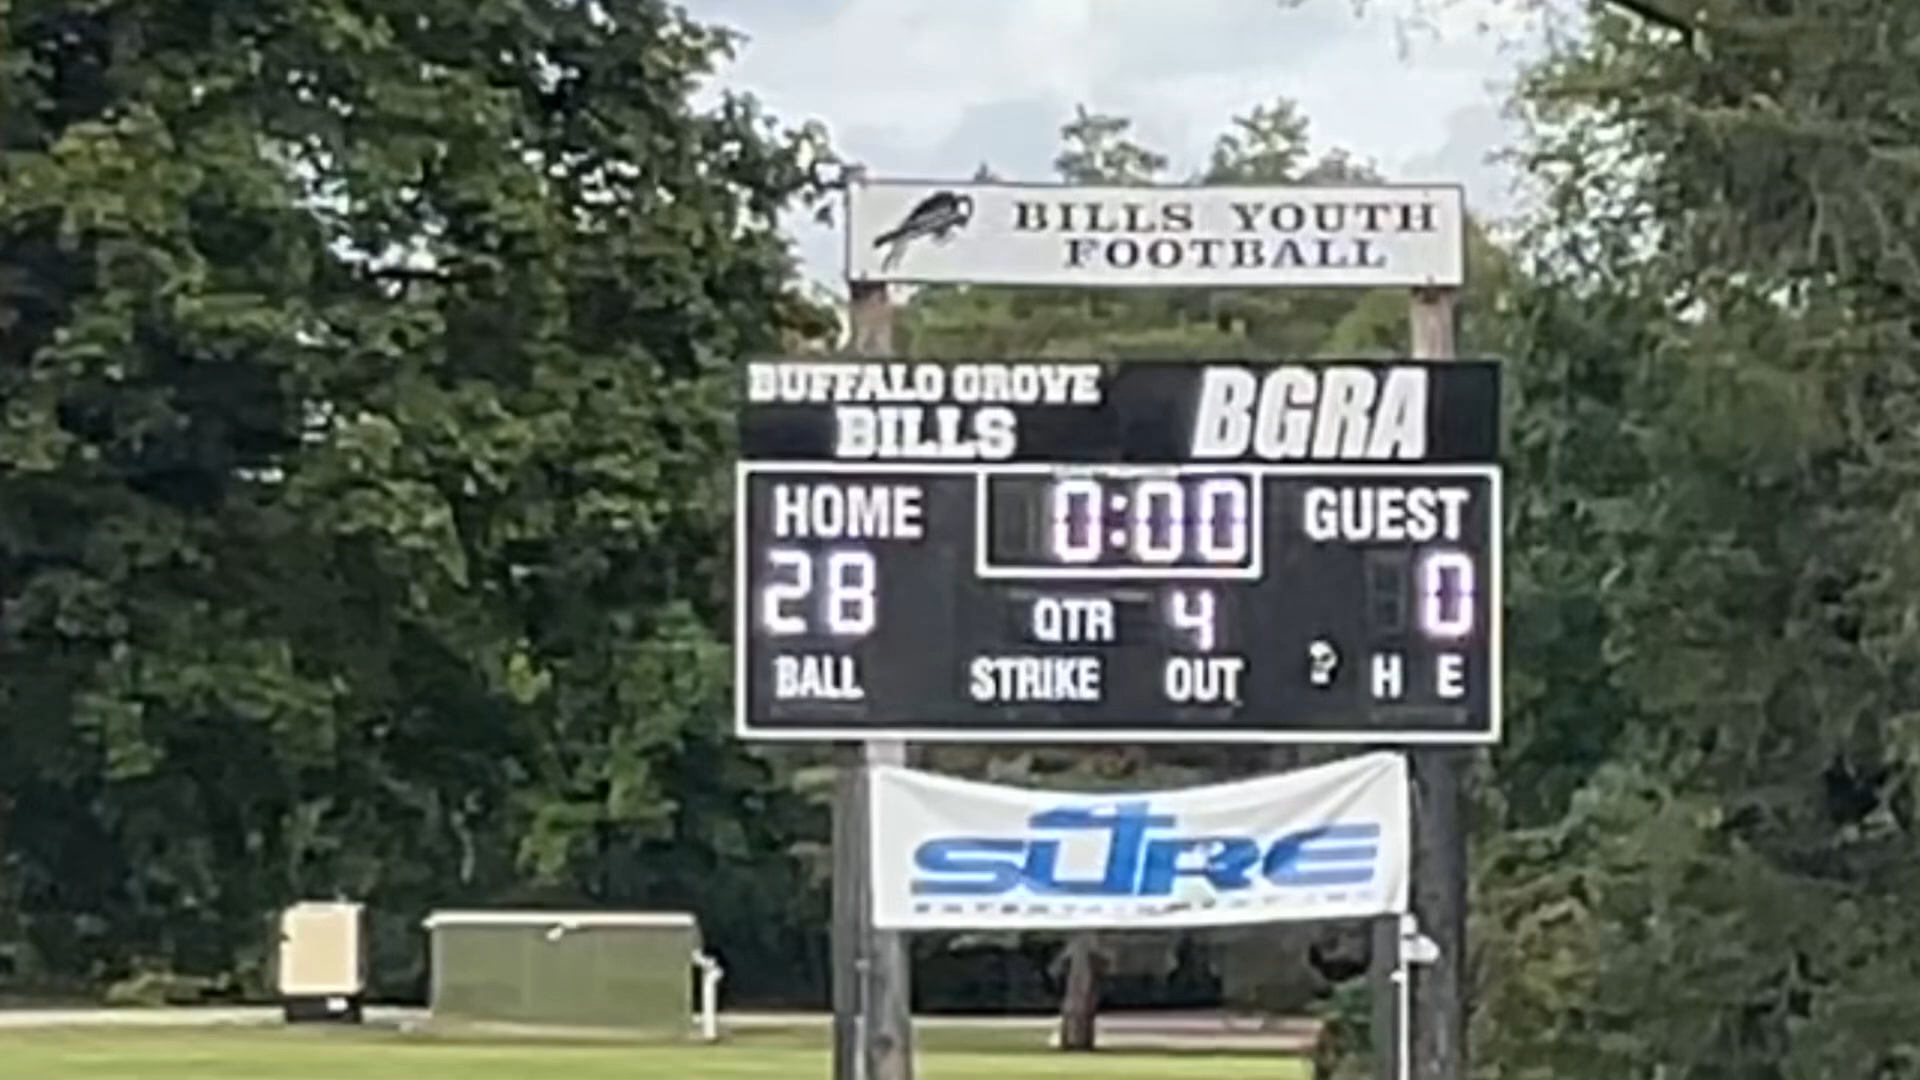 BILLS YOUTH
FOOTBALL
BUFFALO GROVE
BILLS
BGRA
HOME
0:00
GUEST
28
QTR 4
0
BALL STRIKE OUT H E
SURE